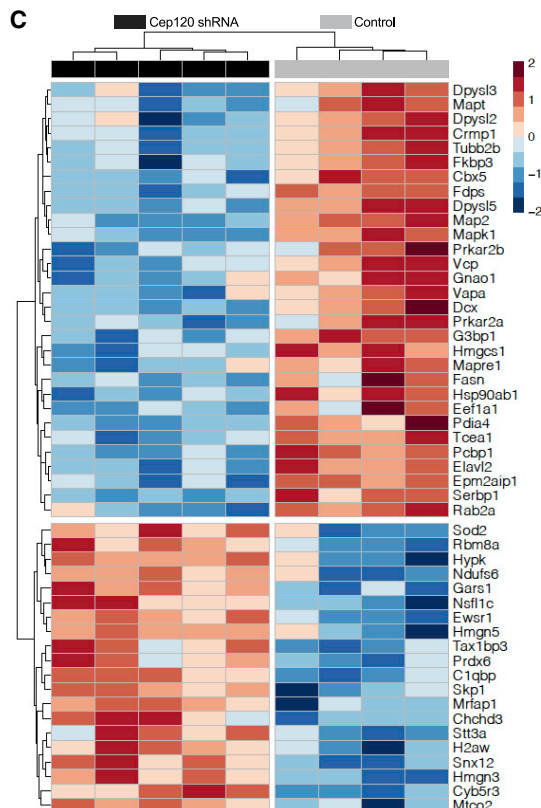 C
Cep120 shRNA Control
2
1
0
−1
−2
Dpysl3
Mapt
Dpysl2
Crmp1
Tubb2b
Fkbp3
Cbx5
Fdps
Dpysl5
Map2
Mapk1
Prkar2b
Vcp
Gnao1
Vapa
Dcx
Prkar2a
G3bp1
Hmgcs1
Mapre1
Fasn
Hsp90ab1
Eef1a1
Pdia4
Tcea1
Pcbp1
Elavl2
Epm2aip1
Serbp1
Rab2a
Sod2
Rbm8a
Hypk
Ndufs6
Gars1
Nsfl1c
Ewsr1
Hmgn5
Tax1bp3
Prdx6
C1qbp
Skp1
Mrfap1
Chchd3
Stt3a
H2aw
Snx12
Hmgn3
Cyb5r3